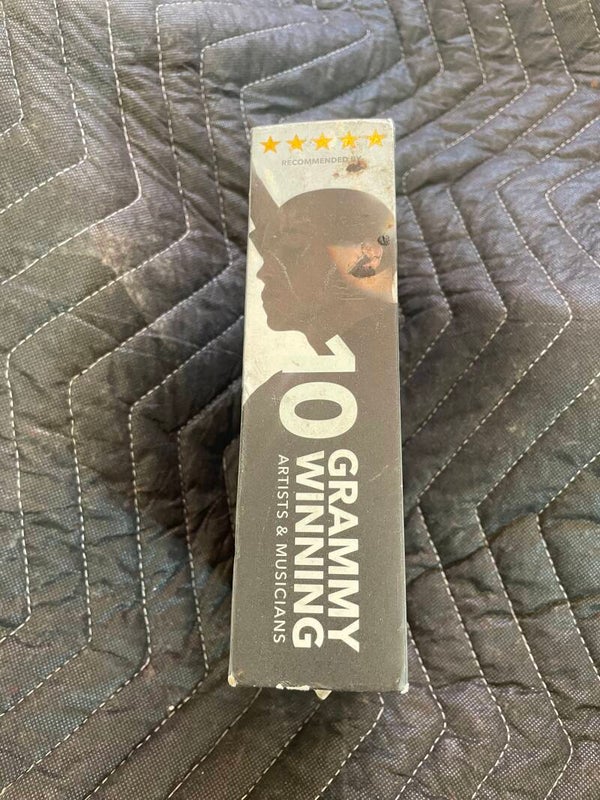 RECOMMENDED BY
10
GRAMMY
WINNING
ARTISTS & MUSICIANS